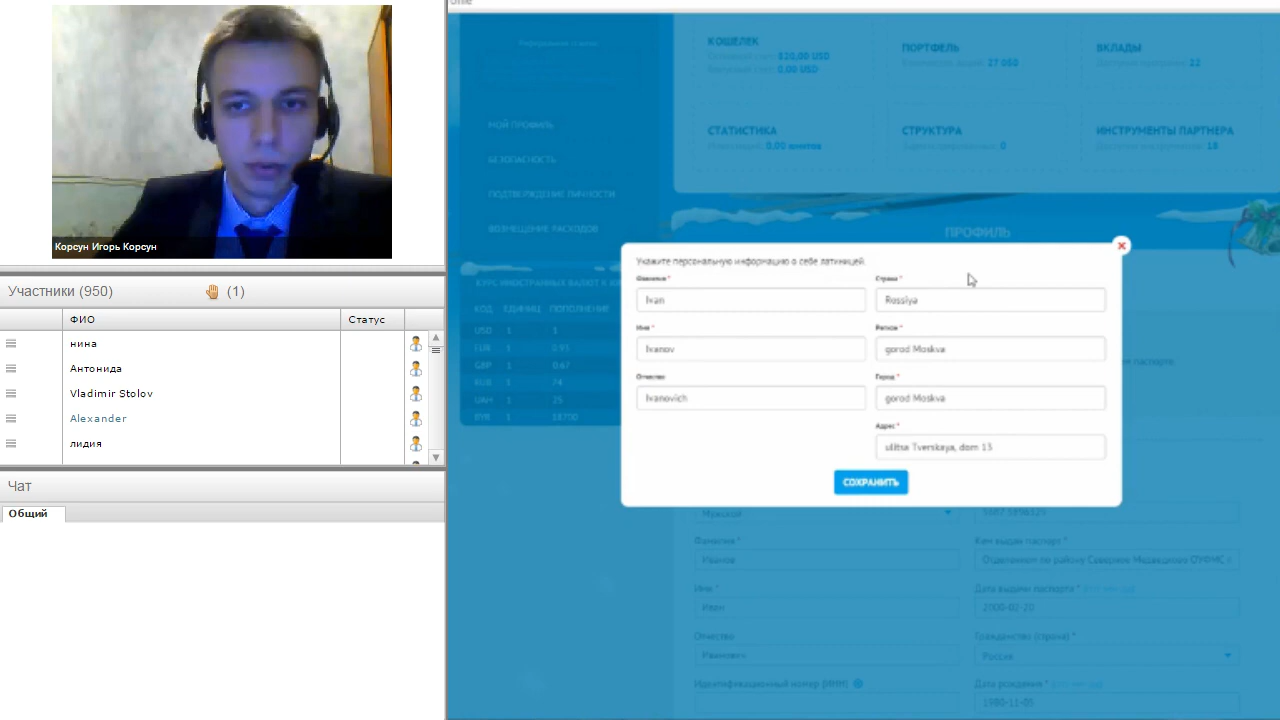 Корсун Игорь Корсун
Участники (950)
(1)
ФИО
Статус
нина
Антонида
Vladimir Stolov
Alexander
лидия
Чат
Общий
КОШЕЛЕК
820,00 USD
0,00 USD
ПОРТФЕЛЬ
27 050
ВКЛАДЫ
22
СТАТИСТИКА
0,00
СТРУКТУРА
0
ИНСТРУМЕНТЫ ПАРТНЕРА
18
МОЙ ПРОФИЛЬ
БЕЗОПАСНОСТЬ
ПОДТВЕРЖДЕНИЕ ЛИЧНОСТИ
ВОЗМЕЩЕНИЕ РАСХОДОВ
КУРС ИНОСТРАННЫХ ВАЛЮТ К
КОД ЕДИНИЦ ПОПОЛНЕНИЕ
USD 1 1
EUR 1 0.93
GBP 1 0.67
RUB 1 74
UAH 1 25
BYR 1 18700
ПРОФИЛЬ
Укажите персональную информацию о себе латиницей
Фамилия *
Ivan
Имя *
Ivanov
Отчество
Ivanovich
Страна *
Rossiya
Регион *
gorod Moskva
Город *
gorod Moskva
Адрес *
ulitsa Tverskaya, dom 13
СОХРАНИТЬ
паспорте.
Мужской
Фамилия *
Иванов
Имя *
Иван
Отчество
Иванович
Идентификационный номер (ИНН)
Кем выдан паспорт *
Отделением по району Северное Медведково ОУФМС
Дата выдачи паспорта *
2000-02-20
Гражданство (страна) *
Россия
Дата рождения *
1980-11-05